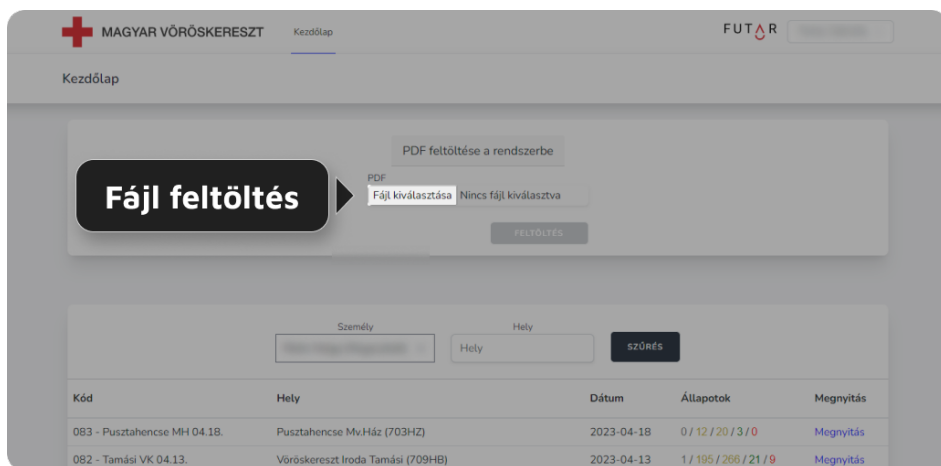 MAGYAR VÖRÖSKERESZT Kezdőlap FUTÁR
Kezdőlap
PDF feltöltése a rendszerbe
PDF
Fájl feltöltés Fájl kiválasztása Nincs fájl kiválasztva
FELTÖLTÉS
Személy Hely
Hely SZŰRÉS
Kód Hely Dátum Állapotok Megnyitás
083 - Pusztahencse MH 04.18. Pusztahencse Mv.Ház (703HZ) 2023-04-18 0 / 12 / 20 / 3 / 0 Megnyitás
082 - Tamási VK 04.13. Vöröskereszt Iroda Tamási (709HB) 2023-04-13 1 / 195 / 266 / 21 / 9 Megnyitás